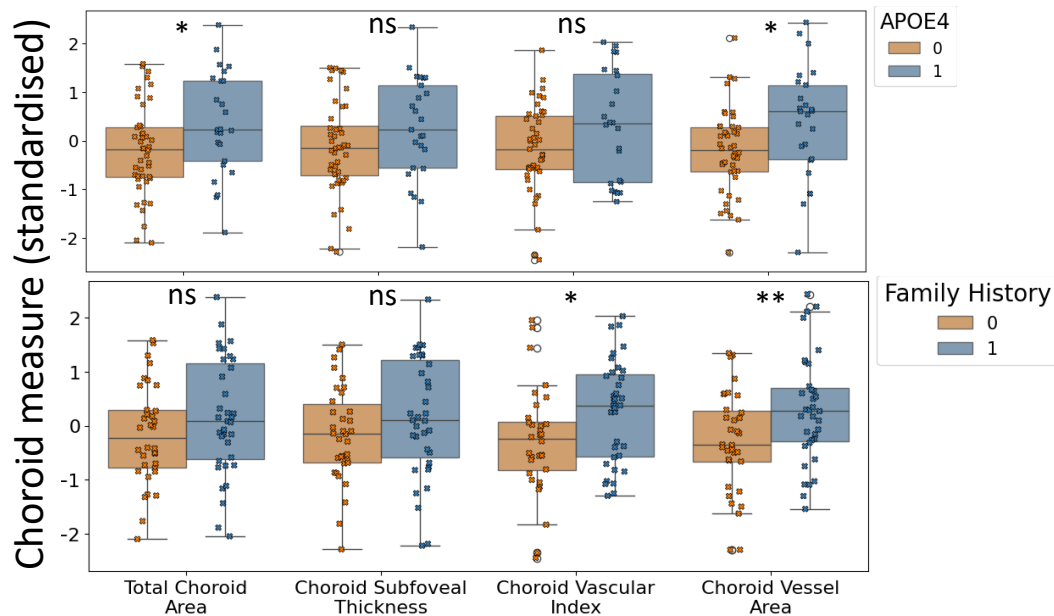 Choroid measure (standardised)
* ns ns *
APOE4
0
1
2
1
0
-1
-2
ns ns * **
Family History
0
1
2
1
0
-1
-2
Total Choroid
Area
Choroid Subfoveal
Thickness
Choroid Vascular
Index
Choroid Vessel
Area